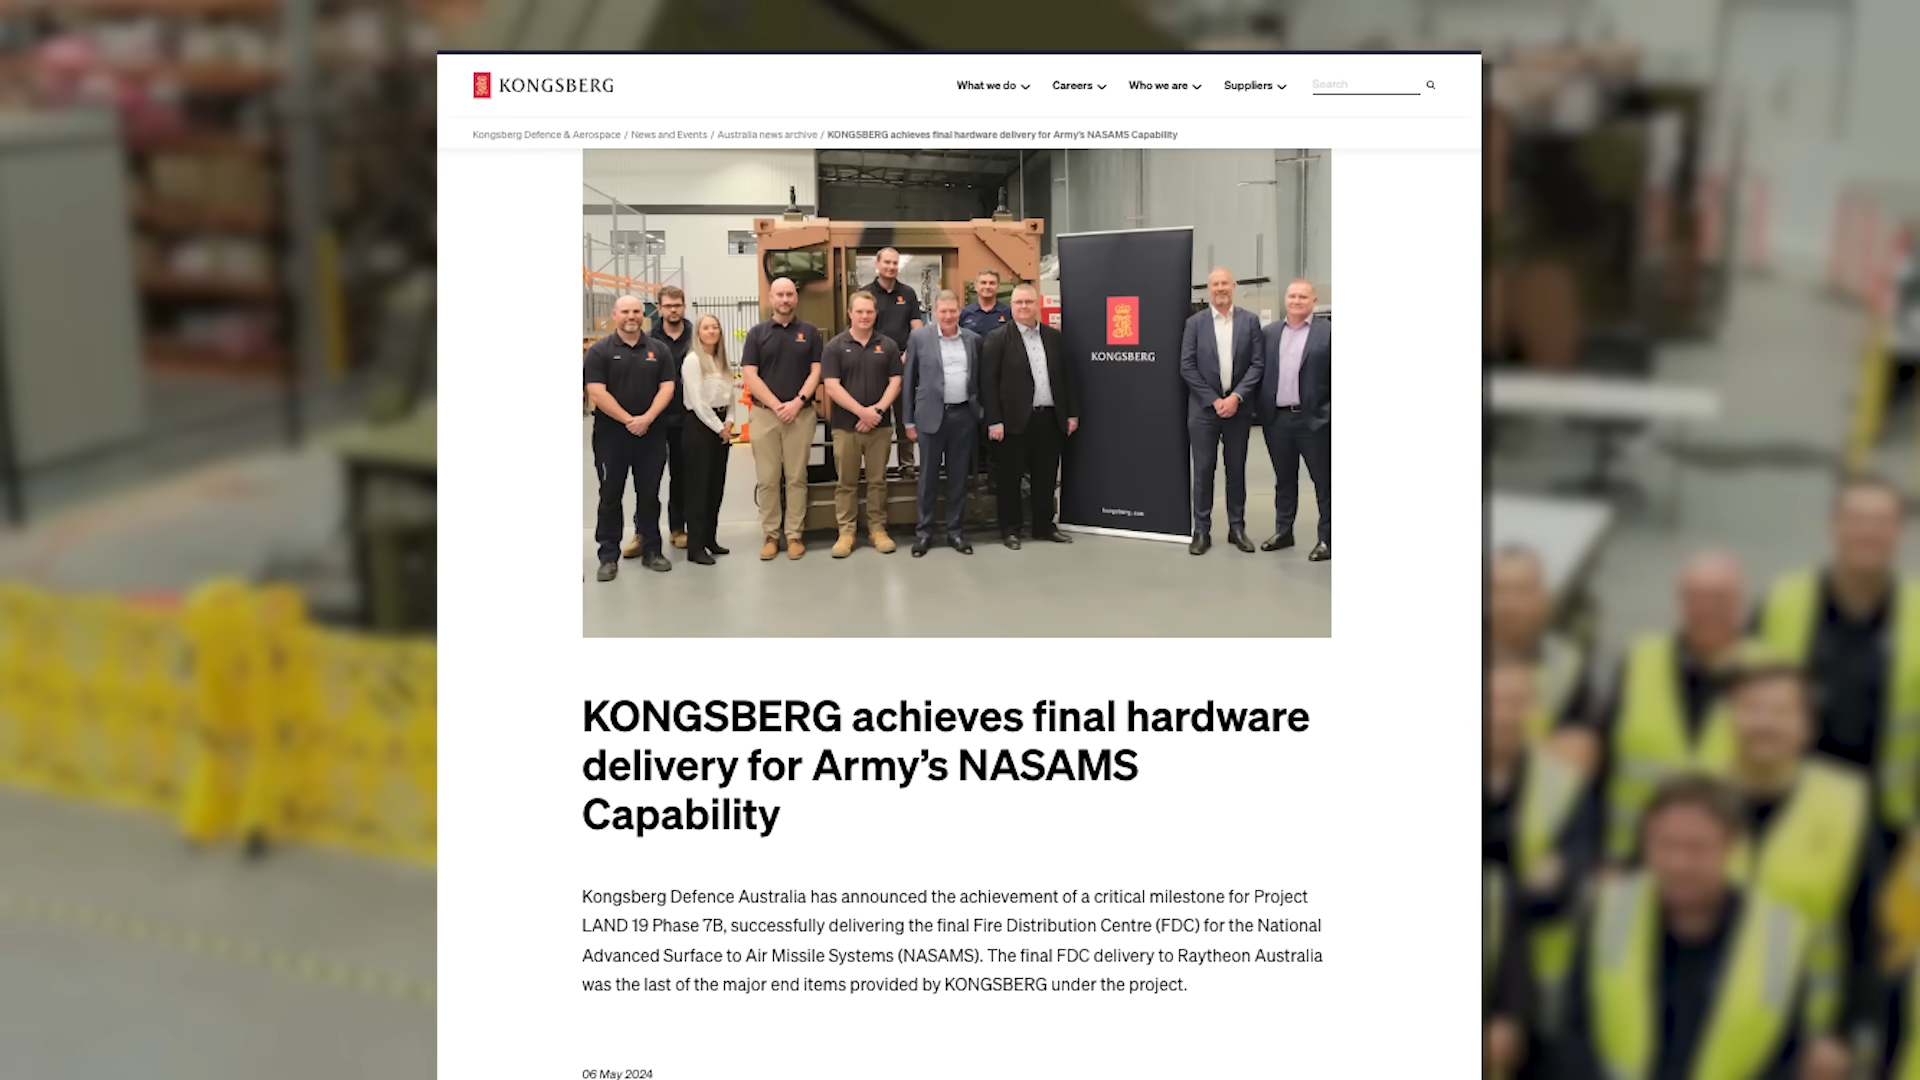 KONGSBERG
What we do
Careers
Who we are
Suppliers
Search
Kongsberg Defence & Aerospace / News and Events / Australia news archive / KONGSBERG achieves final hardware delivery for Army's NASAMS Capability
KONGSBERG
kongsberg.com
KONGSBERG achieves final hardware
delivery for Army’s NASAMS
Capability
Kongsberg Defence Australia has announced the achievement of a critical milestone for Project
LAND 19 Phase 7B, successfully delivering the final Fire Distribution Centre (FDC) for the National
Advanced Surface to Air Missile Systems (NASAMS). The final FDC delivery to Raytheon Australia
was the last of the major end items provided by KONGSBERG under the project.
06 May 2024